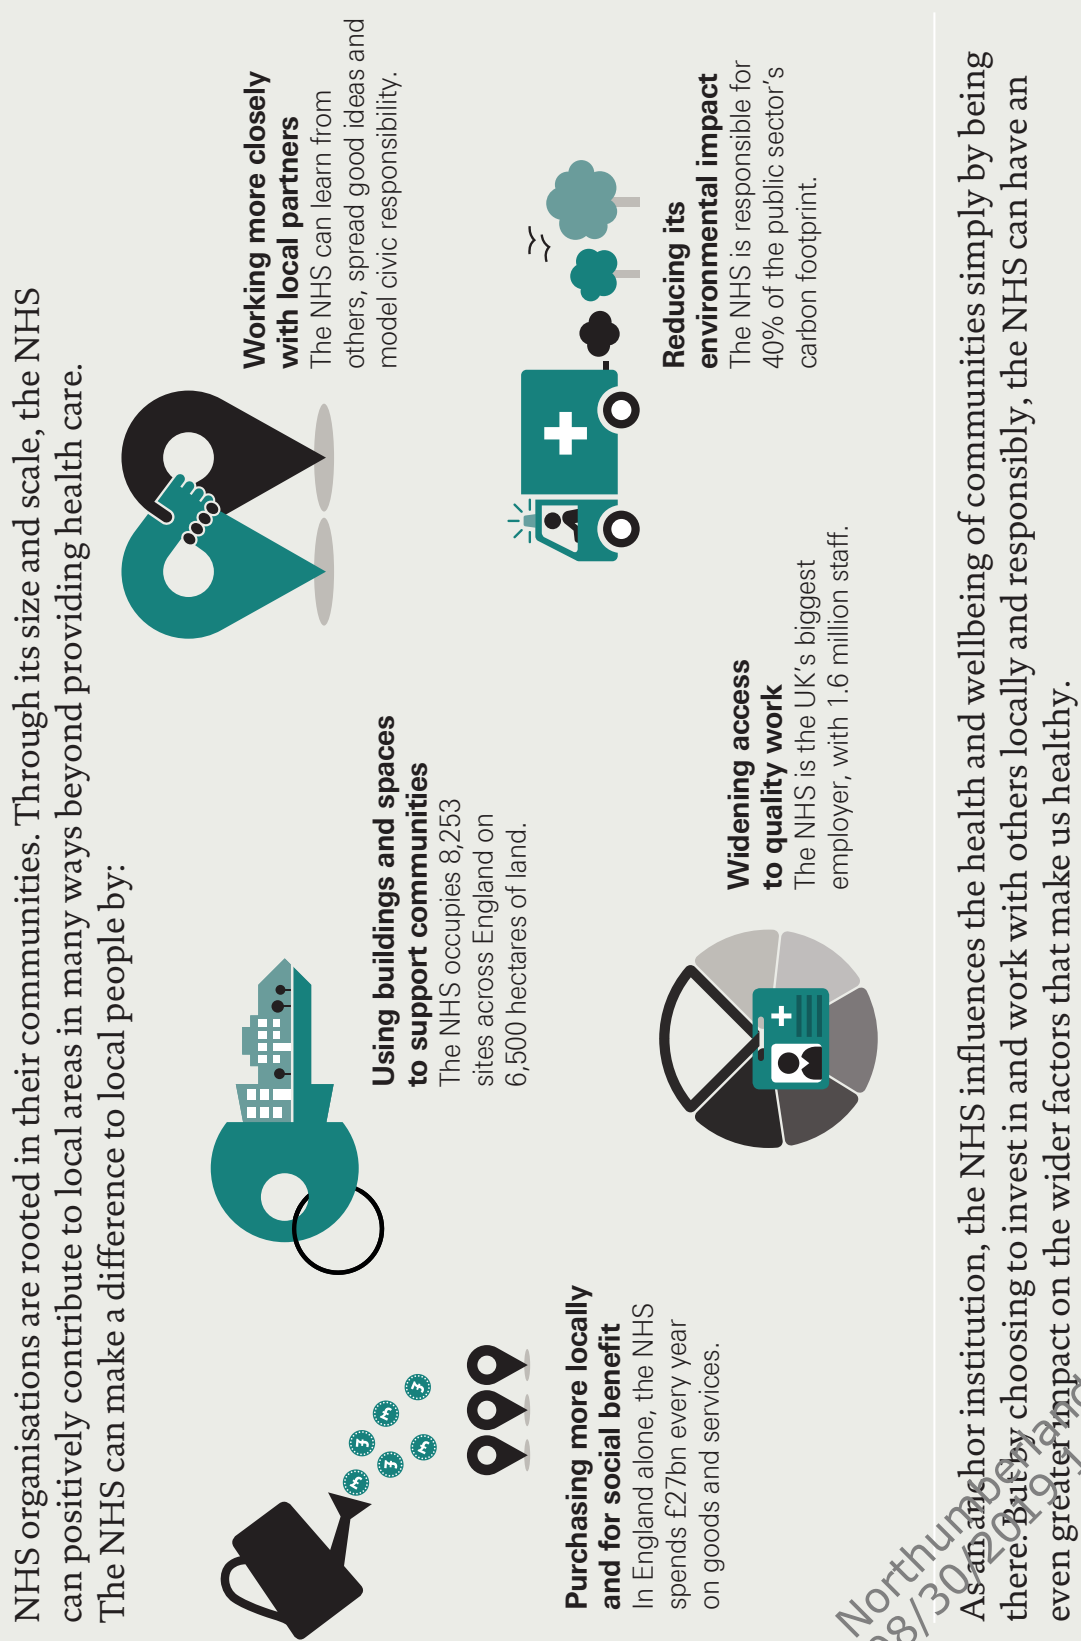 NHS organisations are rooted in their communities. Through its size and scale, the NHS
can positively contribute to local areas in many ways beyond providing health care.
The NHS can make a difference to local people by:
Purchasing more locally
and for social benefit
In England alone, the NHS
spends £27bn every year
on goods and services.
Using buildings and spaces
to support communities
The NHS occupies 8,253
sites across England on
6,500 hectares of land.
Working more closely
with local partners
The NHS can learn from
others, spread good ideas and
model civic responsibility.
Widening access
to quality work
The NHS is the UK’s biggest
employer, with 1.6 million staff.
Reducing its
environmental impact
The NHS is responsible for
40% of the public sector’s
carbon footprint.
As an anchor institution, the NHS influences the health and wellbeing of communities simply by being
there. But by choosing to invest in and work with others locally and responsibly, the NHS can have an
even greater impact on the wider factors that make us healthy.
Northumberland
08/30/2019